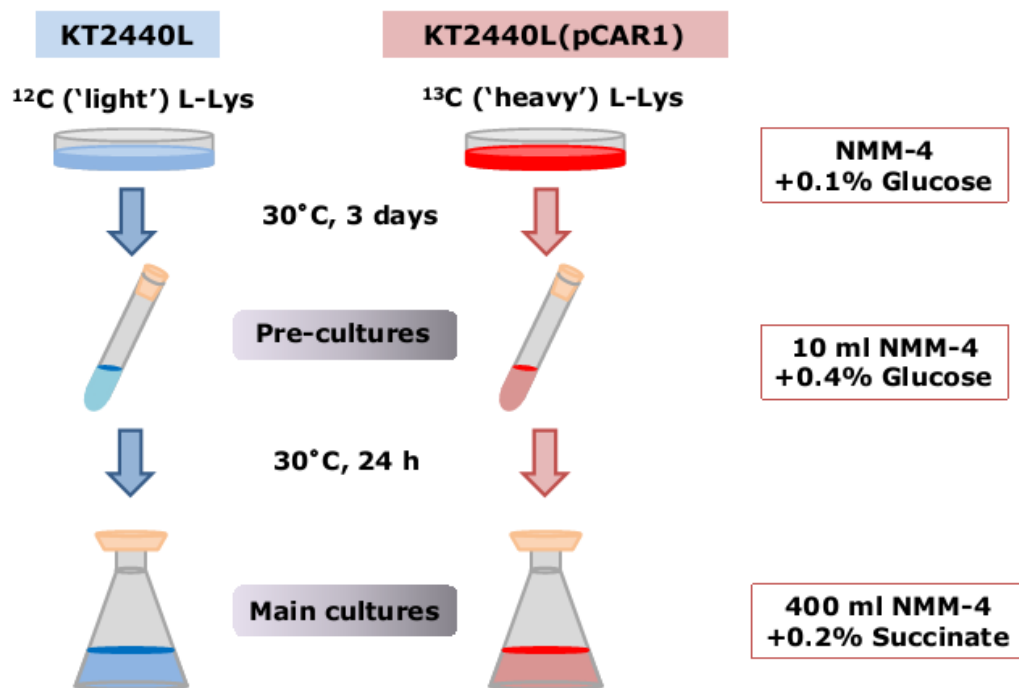 KT2440L
KT2440L(pCAR1)
¹²C (‘light’) L-Lys
¹³C (‘heavy’) L-Lys
NMM-4
+0.1% Glucose
30˚C, 3 days
Pre-cultures
10 ml NMM-4
+0.4% Glucose
30˚C, 24 h
Main cultures
400 ml NMM-4
+0.2% Succinate